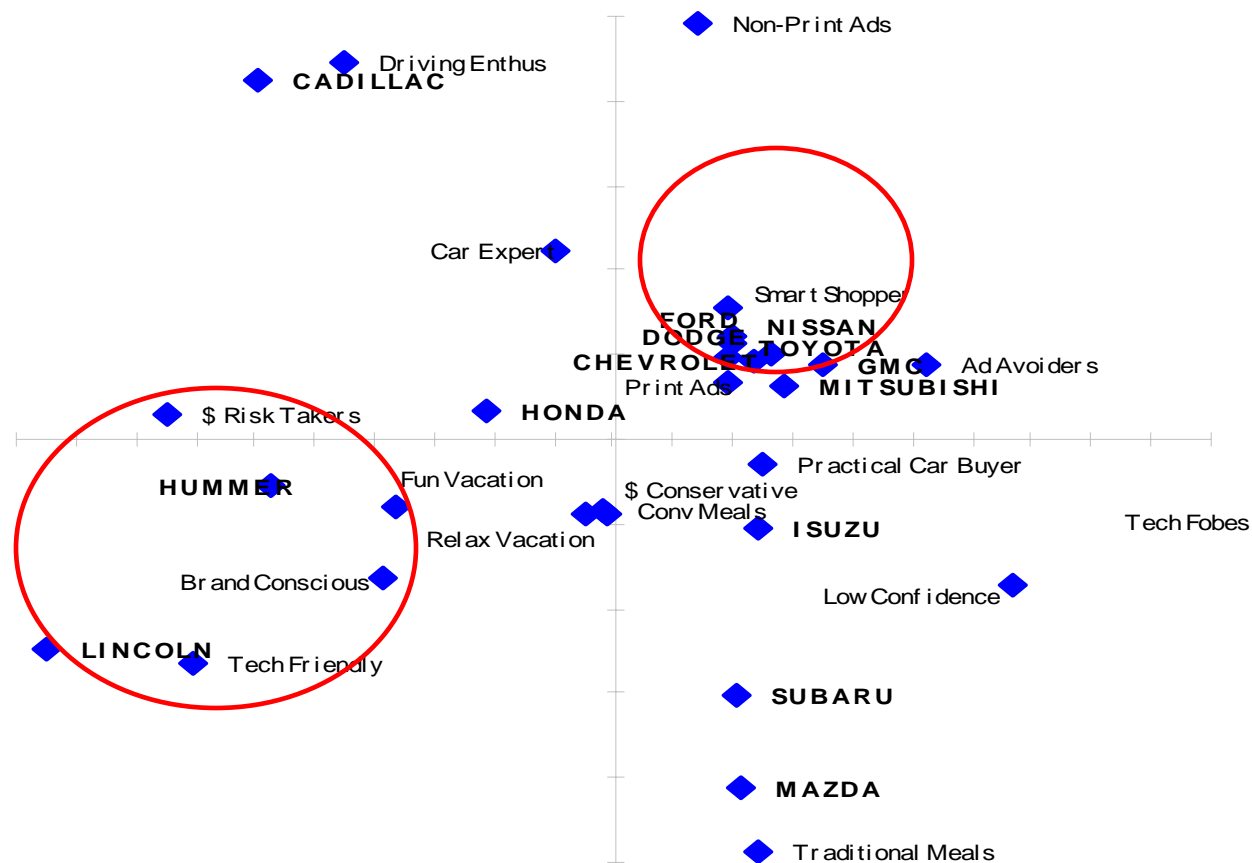 Non-Print Ads
Driving Enthus
CADILLAC
Car Expert
Smart Shopper
FORD
NISSAN
DODGE
TOYOTA
CHEVROLET
GMC
Ad Avoiders
Print Ads
MITSUBISHI
HONDA
$ Risk Takers
Practical Car Buyer
HUMMER
Fun Vacation
$ Conservative
Conv Meals
Tech Fobes
ISUZU
Relax Vacation
Brand Conscious
Low Confidence
LINCOLN
Tech Friendly
SUBARU
MAZDA
Traditional Meals